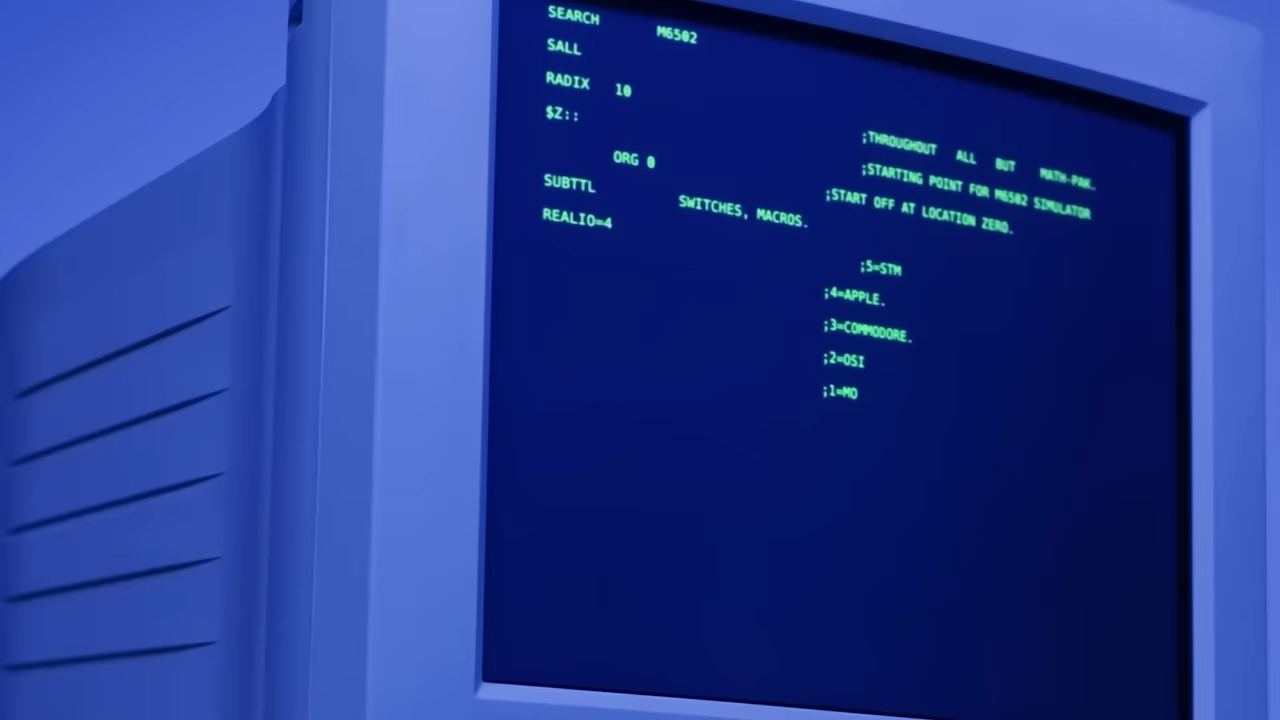 SEARCH M6502
SALL
RADIX 10 ;THROUGHOUT ALL BUT MATH-PAK.
$Z:: ;STARTING POINT FOR M6502 SIMULATOR
ORG 0 ;START OFF AT LOCATION ZERO.
SUBTTL SWITCHES, MACROS.
REALIO=4 ;5=STM
;4=APPLE.
;3=COMMODORE.
;2=OSI
;1=MO